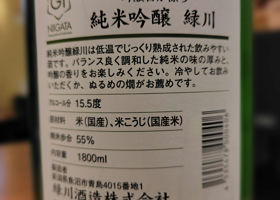 GI
NIIGATA
純米吟醸 緑川
純米吟醸緑川は低温でじっくり熟成された飲みやすい
品です。バランス良く調和した純米の味の厚みと、
吟醸の香りをお楽しみください。冷やしてお飲み
いただくか、ぬるめの燗がお薦めです。
アルコール分 15.5度
原材料 米(国産)、米こうじ(国産米)
精米歩合 55%
内容量 1800ml
新潟県魚沼市青島4015番地1
緑川酒造株式会社